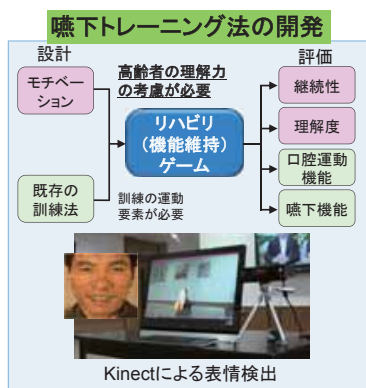 嚥下トレーニング法の開発
設計
評価
モチベー
ション
高齢者の理解力
の考慮が必要
継続性
リハビリ
(機能維持)
ゲーム
理解度
口腔運動
機能
既存の
訓練法
訓練の運動
要素が必要
嚥下機能
Kinectによる表情検出